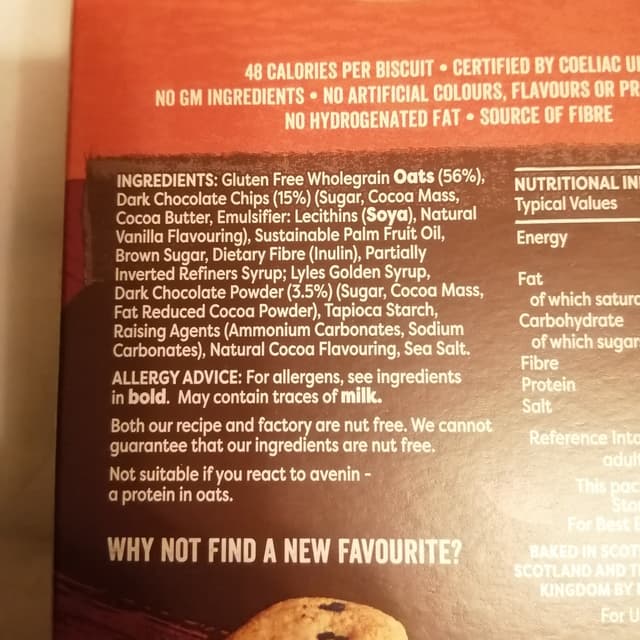 48 CALORIES PER BISCUIT • CERTIFIED BY COELIAC
NO GM INGREDIENTS • NO ARTIFICIAL COLOURS, FLAVOURS OR
NO HYDROGENATED FAT • SOURCE OF FIBRE
INGREDIENTS: Gluten Free Wholegrain Oats (56%),
Dark Chocolate Chips (15%) (Sugar, Cocoa Mass,
Cocoa Butter, Emulsifier: Lecithins (Soya), Natural
Vanilla Flavouring), Sustainable Palm Fruit Oil,
Brown Sugar, Dietary Fibre (Inulin), Partially
Inverted Refiners Syrup; Lyles Golden Syrup,
Dark Chocolate Powder (3.5%) (Sugar, Cocoa Mass,
Fat Reduced Cocoa Powder), Tapioca Starch,
Raising Agents (Ammonium Carbonates, Sodium
Carbonates), Natural Cocoa Flavouring, Sea Salt.
ALLERGY ADVICE: For allergens, see ingredients
in bold. May contain traces of milk.
Both our recipe and factory are nut free. We cannot
guarantee that our ingredients are nut free.
Not suitable if you react to avenin -
a protein in oats.
WHY NOT FIND A NEW FAVOURITE?
NUTRITIONAL
Typical Values
Energy
Fat
of which
Carbohydrate
of which
Fibre
Protein
Salt
Reference
This
For Best
BAKED IN
SCOTLAND AND
KINGDOM BY
For